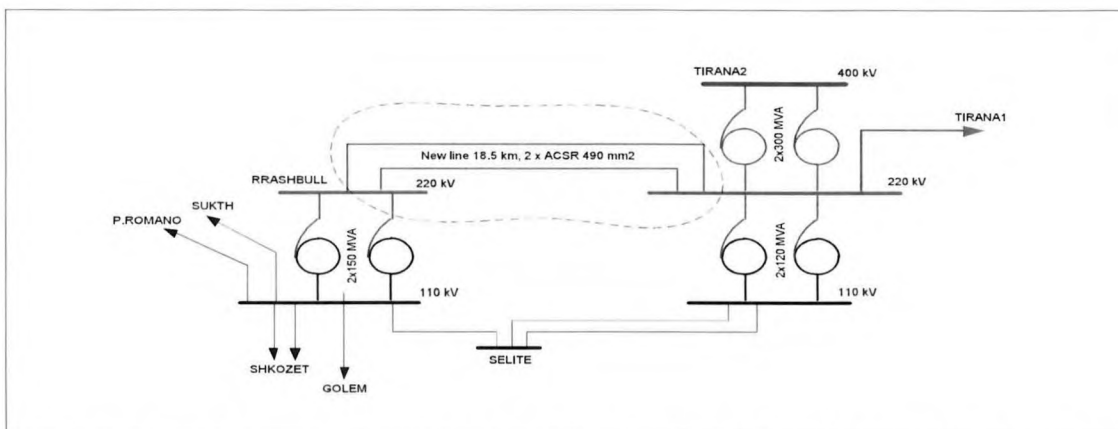 TIRANA2
400 kV
TIRANA1
2x300 MVA
New line 18.5 km, 2 x ACSR 490 mm2
RRASHBULL
220 kV
220 kV
SUKTH
P.ROMANO
2x150 MVA
2x120 MVA
110 kV
110 kV
SELITE
SHKOZET
GOLEM